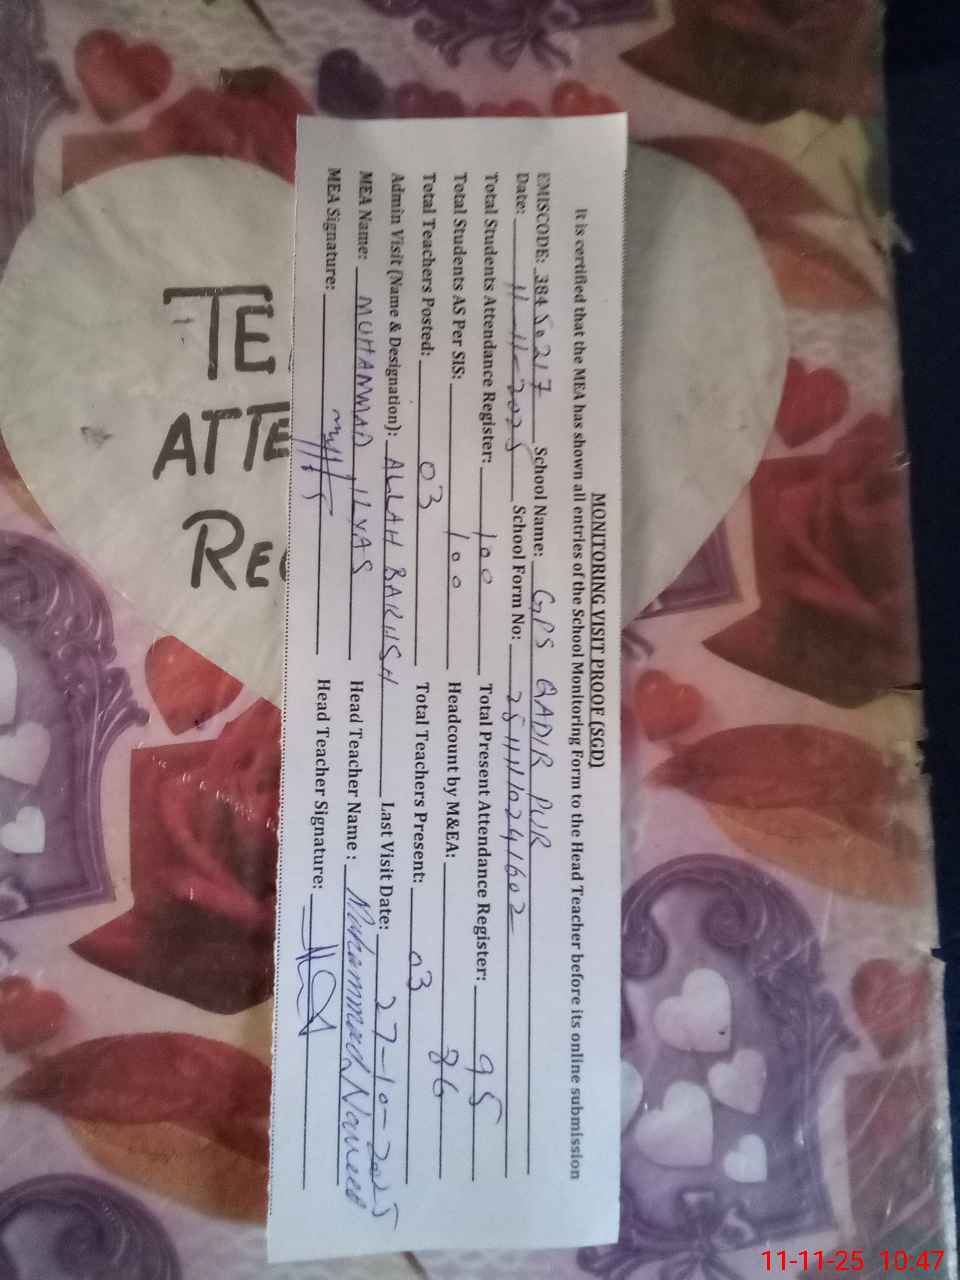 MONITORING VISIT PROOF (SGD)
It is certified that the MEA has shown all entries of the School Monitoring Form to the Head Teacher before its online submission
EMISCODE: 38450217 School Name: GPS QADIR PUR
Date: 11-11-2025 School Form No: 251110241602
Total Students Attendance Register: 100 Total Present Attendance Register: 95
Total Students AS Per SIS: 100 Headcount by M&EA: 86
Total Teachers Posted: 03 Total Teachers Present: 03
Admin Visit (Name & Designation): ALLAH BAKHSH Last Visit Date: 27-10-2025
MEA Name: MUHAMMAD ILYAS Head Teacher Name: Muhammad Naveed
MEA Signature: Head Teacher Signature:
TE
ATTE
RE
11-11-25 10:47